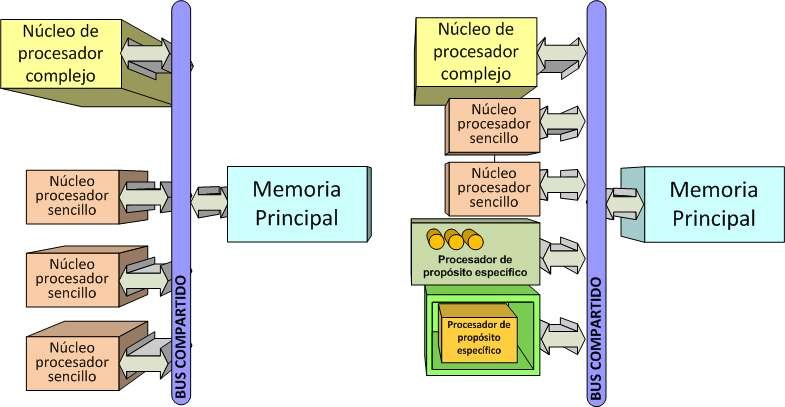 Núcleo de
procesador
complejo
Núcleo
procesador
sencillo
Núcleo
procesador
sencillo
Núcleo
procesador
sencillo
BUS COMPARTIDO
Memoria
Principal
Núcleo de
procesador
complejo
Núcleo
procesador
sencillo
Núcleo
procesador
sencillo
Procesador de
propósito específico
Procesador de
propósito
específico
BUS COMPARTIDO
Memoria
Principal